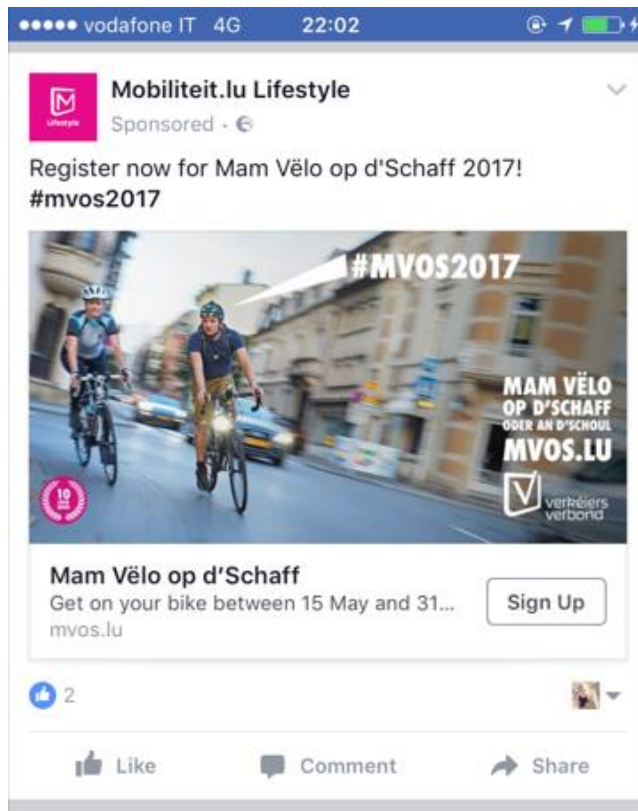 vodafone IT 4G 22:02
Lifestyle
Mobiliteit.lu Lifestyle
Sponsored ·
Register now for Mam Vëlo op d'Schaff 2017!
#mvos2017
#MVOS2017
MAM VËLO
OP D'SCHAFF
ODER AN D'SCHOUL
MVOS.LU
verkéiers
verbond
10
Mam Vëlo op d'Schaff
Get on your bike between 15 May and 31...
mvos.lu
Sign Up
2
Like Comment Share